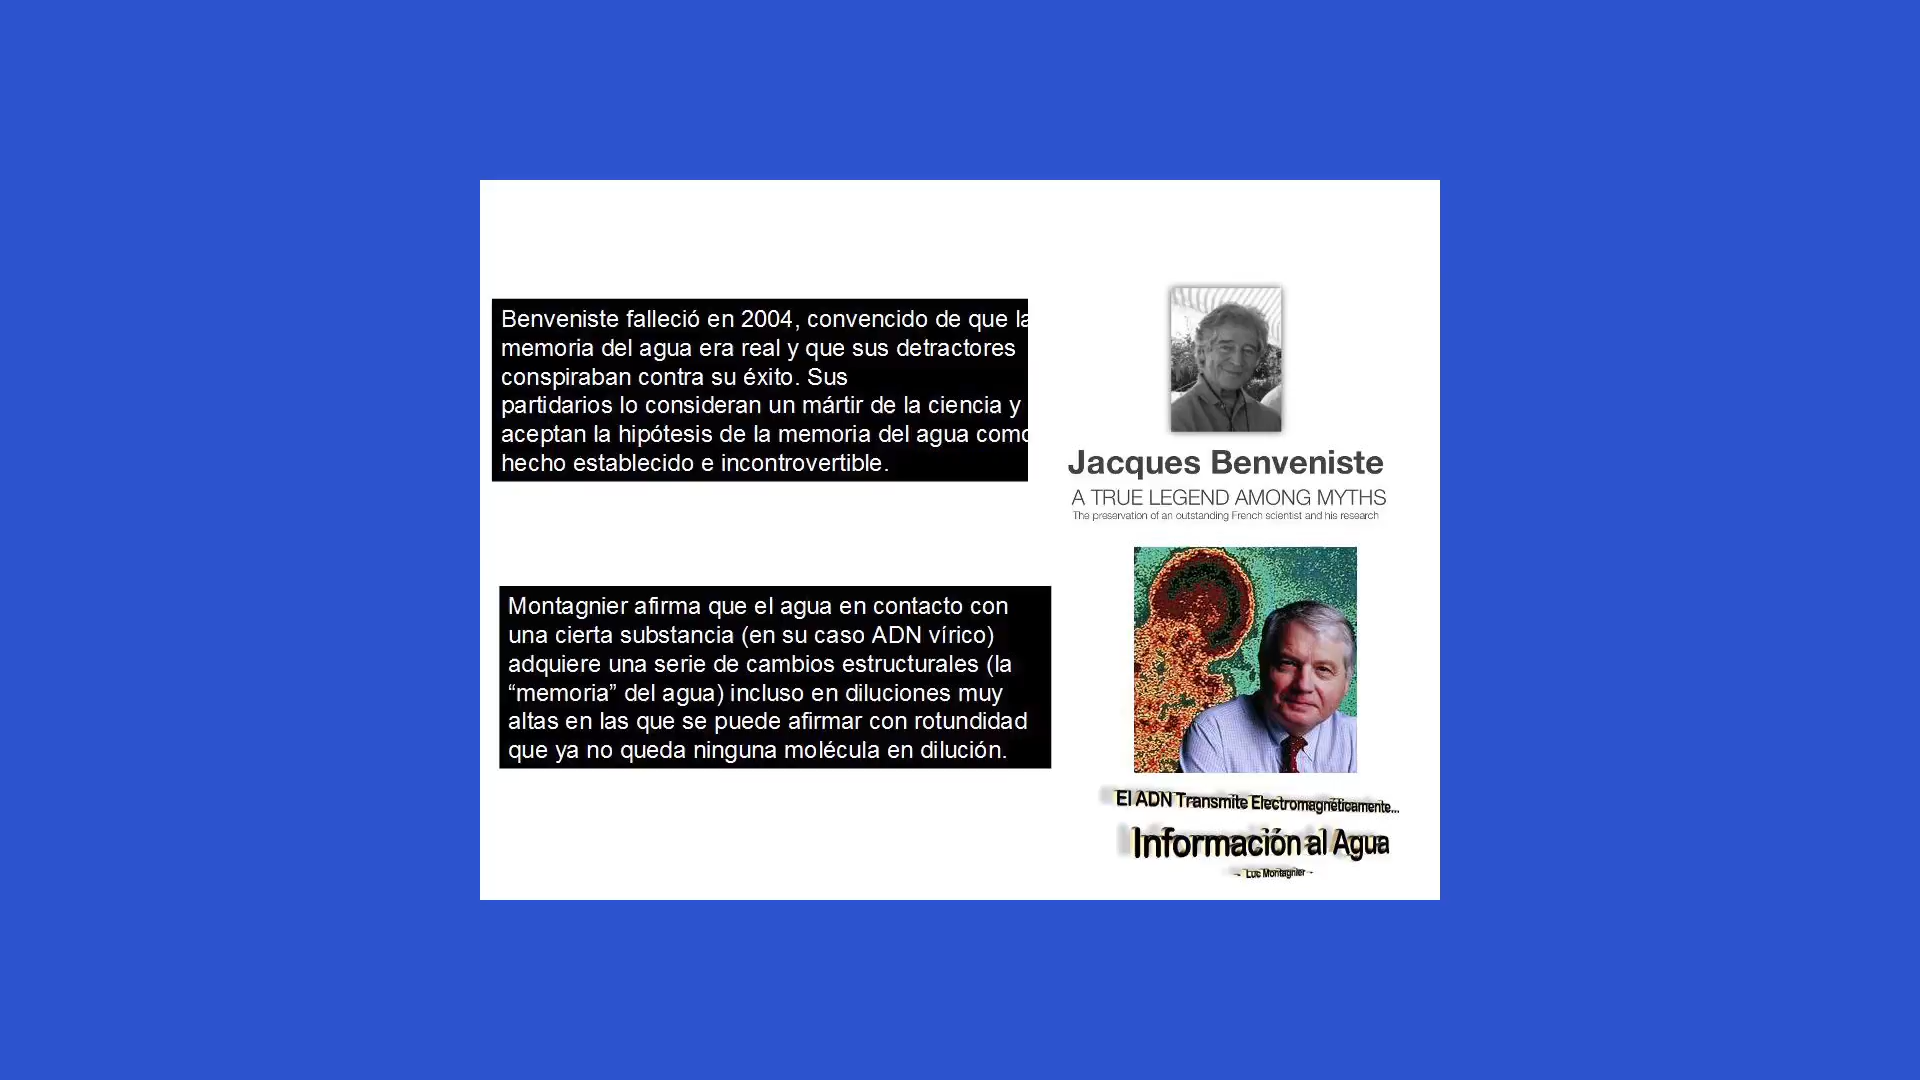 Benveniste falleció en 2004, convencido de que la
memoria del agua era real y que sus detractores
conspiraban contra su éxito. Sus
partidarios lo consideran un mártir de la ciencia y
aceptan la hipótesis de la memoria del agua como
hecho establecido e incontrovertible.
Jacques Benveniste
A TRUE LEGEND AMONG MYTHS
The preservation of an outstanding French scientist and his research
Montagnier afirma que el agua en contacto con
una cierta substancia (en su caso ADN vírico)
adquiere una serie de cambios estructurales (la
“memoria” del agua) incluso en diluciones muy
altas en las que se puede afirmar con rotundidad
que ya no queda ninguna molécula en dilución.
El ADN Transmite Electromagnéticamente...
Información al Agua
- Luc Montagnier -